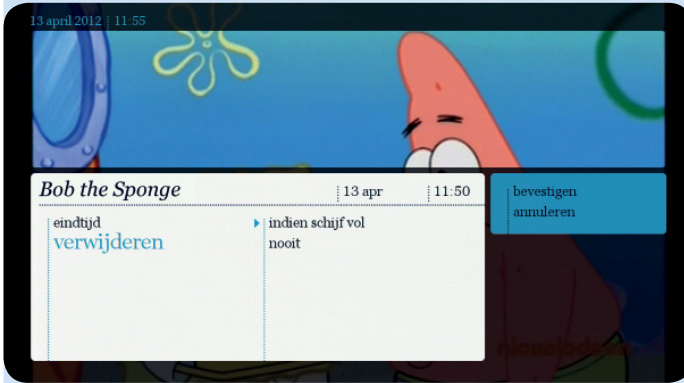 13 april 2012 11:55
Bob the Sponge 13 apr 11:50
bevestigen
annuleren
eindtijd
verwijderen
indien schijf vol
nooit
nickelodeon